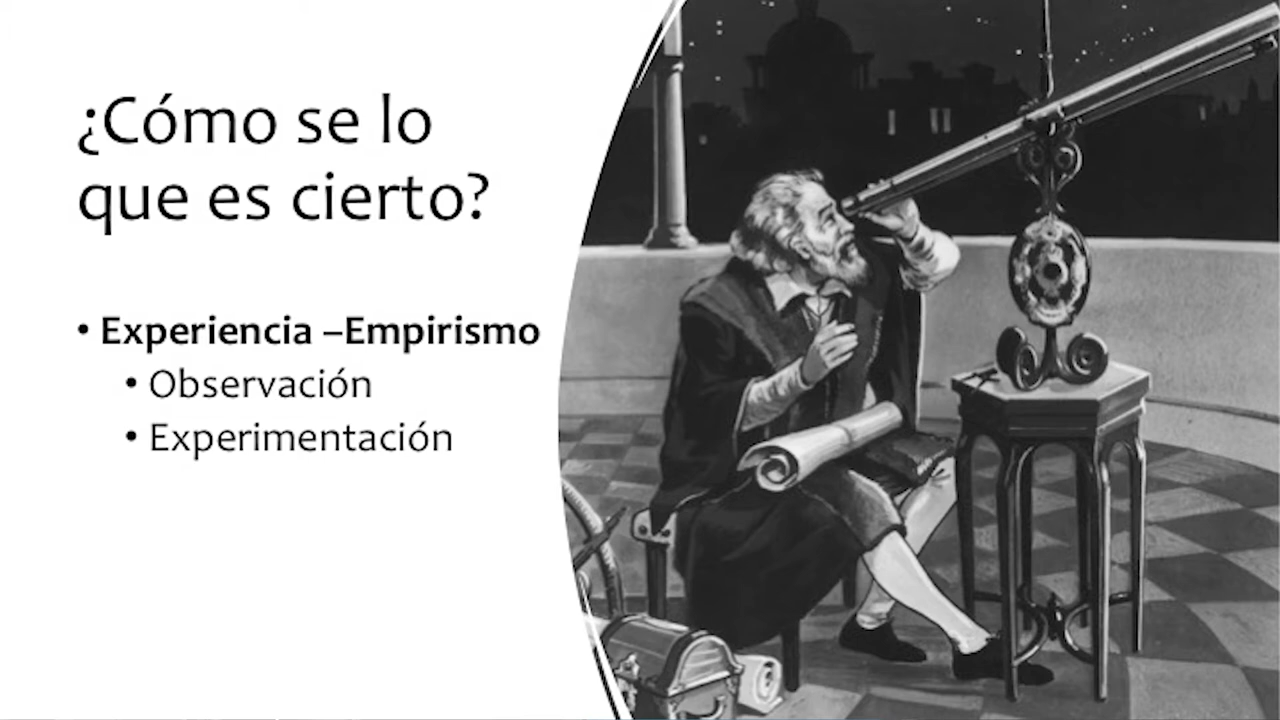 ¿Cómo se lo
que es cierto?
• Experiencia –Empirismo
• Observación
• Experimentación